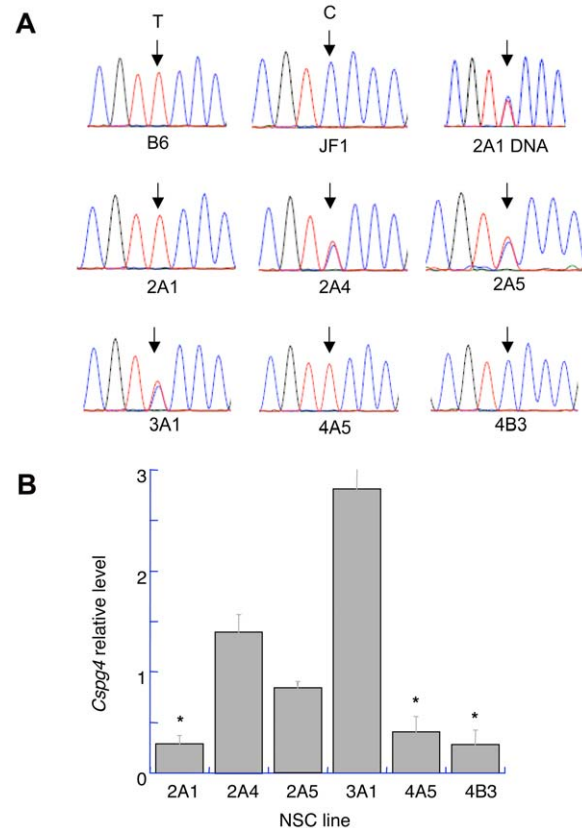 A
T
C
B6
JF1
2A1 DNA
2A1
2A4
2A5
3A1
4A5
4B3
B
Cspg4 relative level
3
2
1
0
*
*
*
2A1 2A4 2A5 3A1 4A5 4B3
NSC line